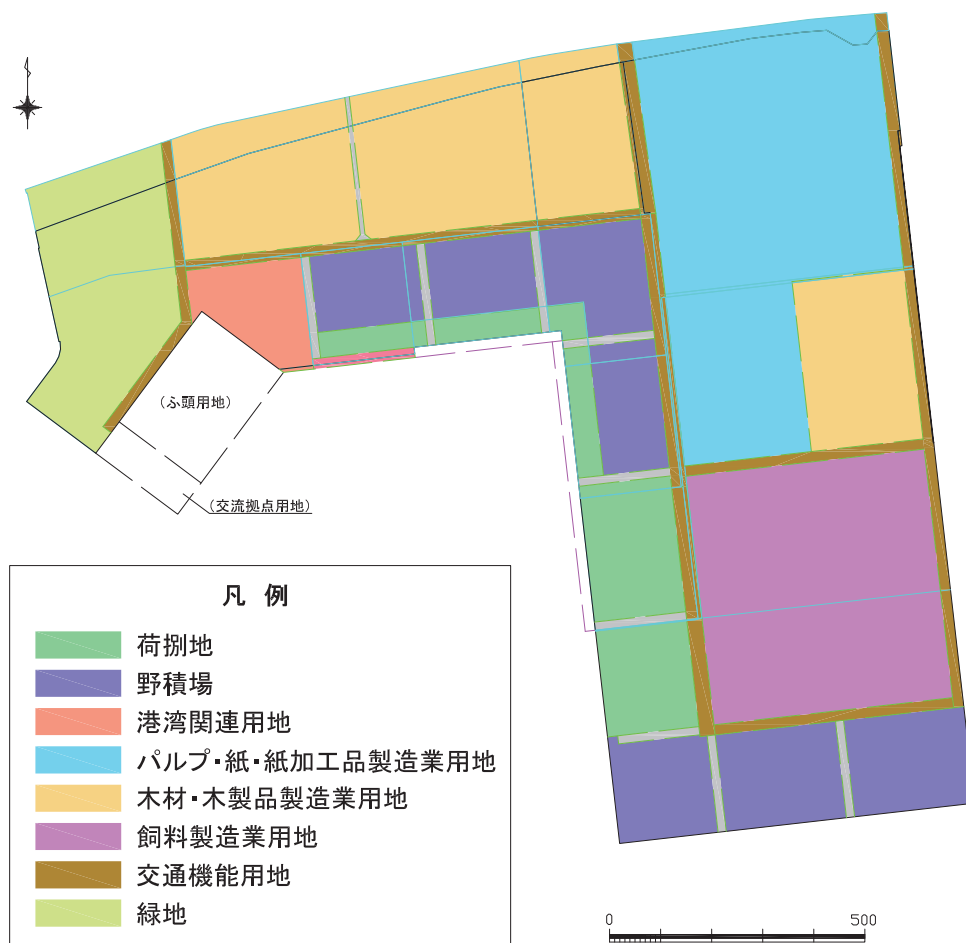 (ふ頭用地)
(交流拠点用地)
凡 例
荷捌地
野積場
港湾関連用地
パルプ・紙・紙加工品製造業用地
木材・木製品製造業用地
飼料製造業用地
交通機能用地
緑地
0 500